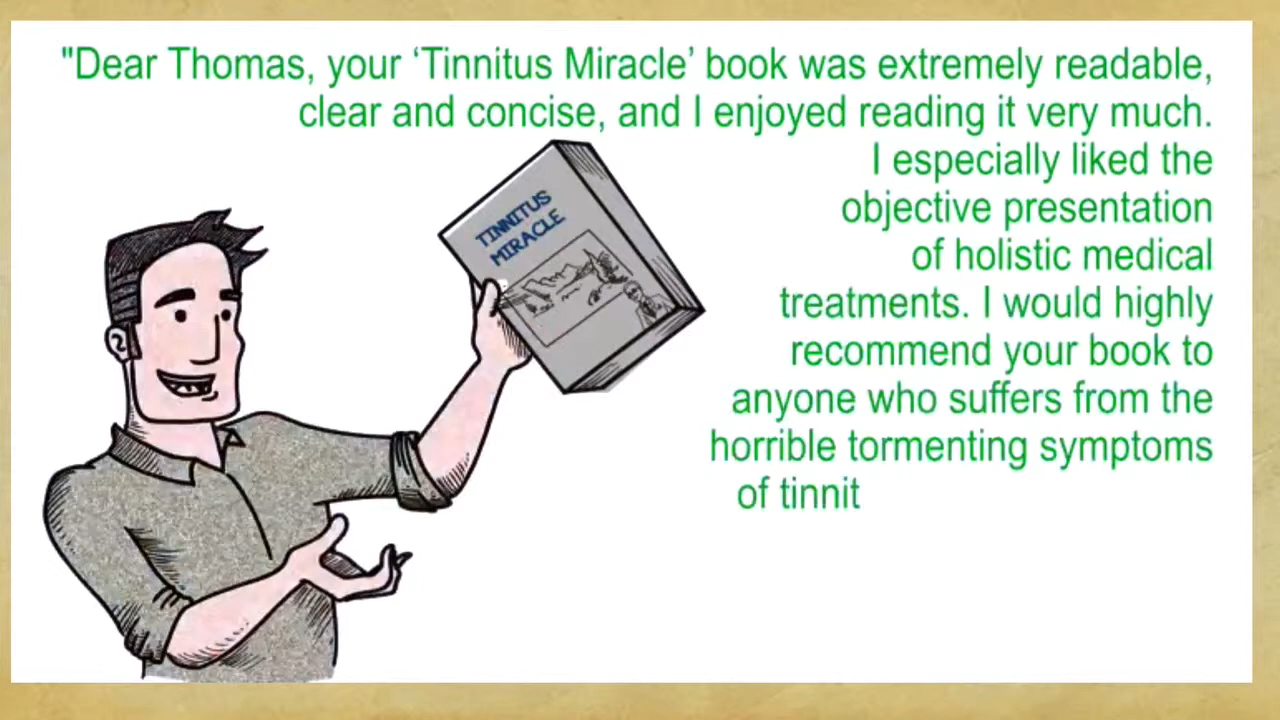 "Dear Thomas, your ‘Tinnitus Miracle’ book was extremely readable,
clear and concise, and I enjoyed reading it very much.
I especially liked the
objective presentation
of holistic medical
treatments. I would highly
recommend your book to
anyone who suffers from the
horrible tormenting symptoms
of tinnit
TINNITUS
MIRACLE